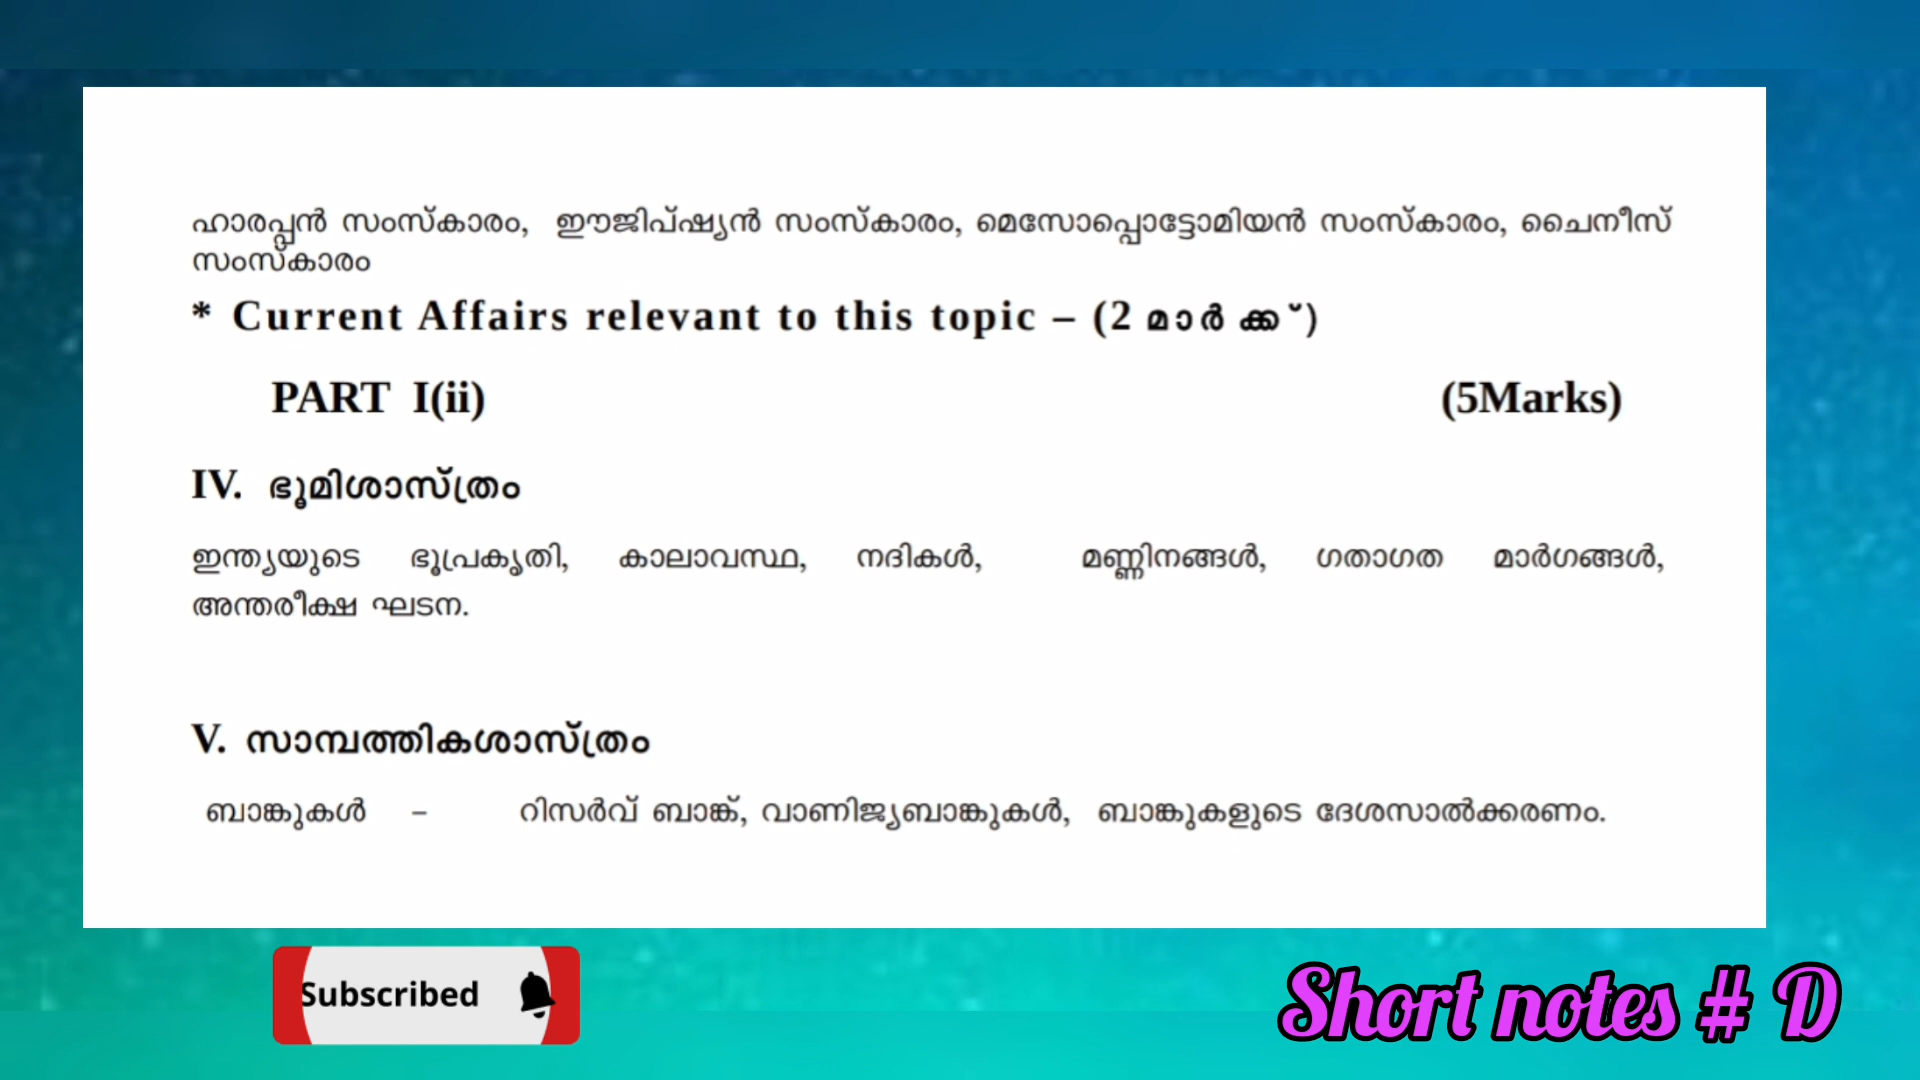 ഹാരപ്പൻ സംസ്കാരം, ഈജിപ്ഷ്യൻ സംസ്കാരം, മെസോപ്പൊട്ടോമിയൻ സംസ്കാരം, ചൈനീസ്
സംസ്കാരം
* Current Affairs relevant to this topic – (2 മാർ ക്ക ്)
PART I(ii) (5Marks)
IV. ഭൂമിശാസ്ത്രം
ഇന്ത്യയുടെ ഭൂപ്രകൃതി, കാലാവസ്ഥ, നദികൾ, മണ്ണിനങ്ങൾ, ഗതാഗത മാർഗങ്ങൾ,
അന്തരീക്ഷ ഘടന.
V. സാമ്പത്തികശാസ്ത്രം
ബാങ്കുകൾ – റിസർവ് ബാങ്ക്, വാണിജ്യബാങ്കുകൾ, ബാങ്കുകളുടെ ദേശസാൽക്കരണം.
Subscribed
Short notes # D